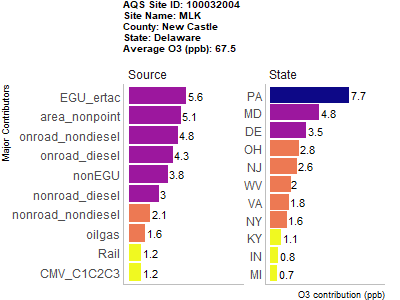 AQS Site ID: 100032004
Site Name: MLK
County: New Castle
State: Delaware
Average O3 (ppb): 67.5
Major Contributors
Source
EGU_ertac 5.6
area_nonpoint 5.1
onroad_nondiesel 4.8
onroad_diesel 4.3
nonEGU 3.8
nonroad_diesel 3
nonroad_nondiesel 2.1
oilgas 1.6
Rail 1.2
CMV_C1C2C3 1.2
State
PA 7.7
MD 4.8
DE 3.5
OH 2.8
NJ 2.6
WV 2
VA 1.8
NY 1.6
KY 1.1
IN 0.8
MI 0.7
O3 contribution (ppb)